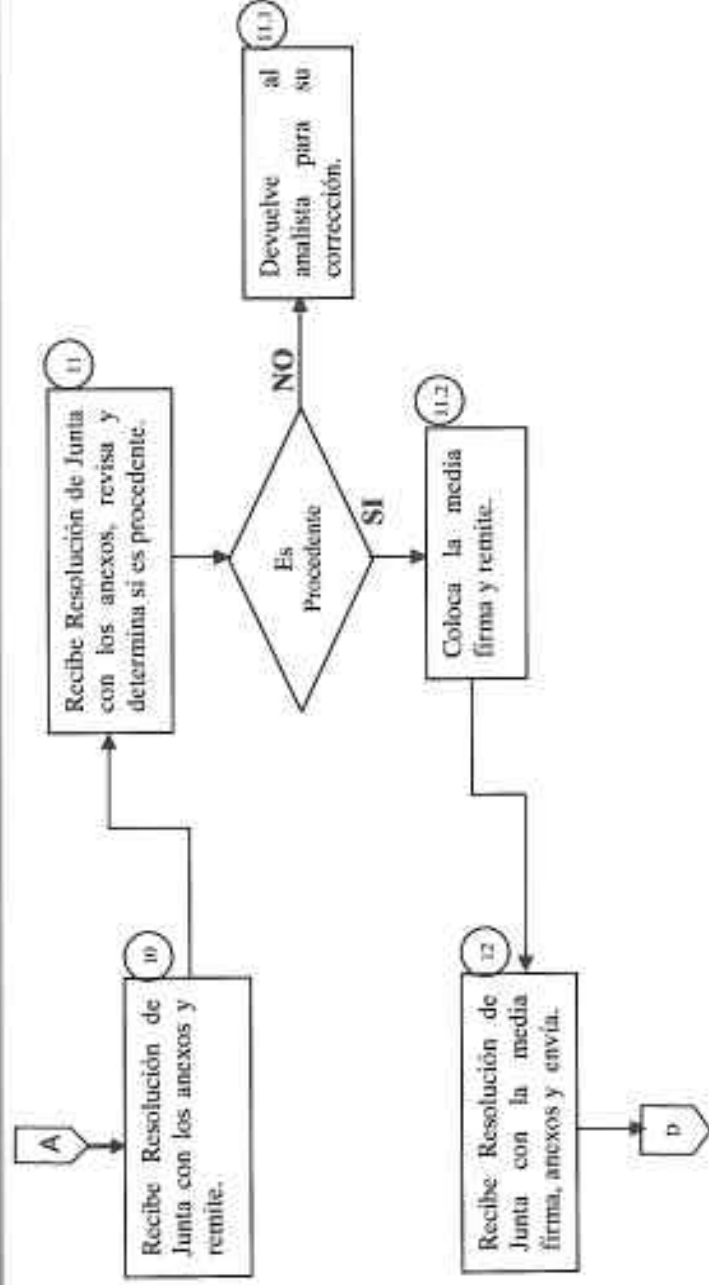 A
10
Recibe Resolución de
Junta con los anexos y
remite.
11
Recibe Resolución de Junta
con los anexos, revisa y
determina si es procedente.
Es
Procedente
NO
11.1
Devuelve al
analista para su
corrección.
SI
11.2
Coloca la media
firma y remite.
12
Recibe Resolución de
Junta con la media
firma, anexos y envía.
D